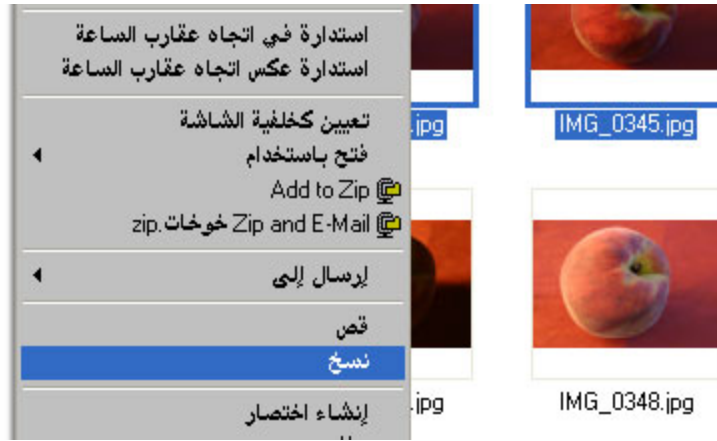 استدارة في اتجاه عقارب الساعة
استدارة عكس اتجاه عقارب الساعة
تعيين كخلفية الشاشة
فتح باستخدام
Add to Zip
Zip and E-Mail خوخات.zip
إرسال إلى
قص
نسخ
إنشاء اختصار
.jpg
IMG_0345.jpg
.jpg
IMG_0348.jpg